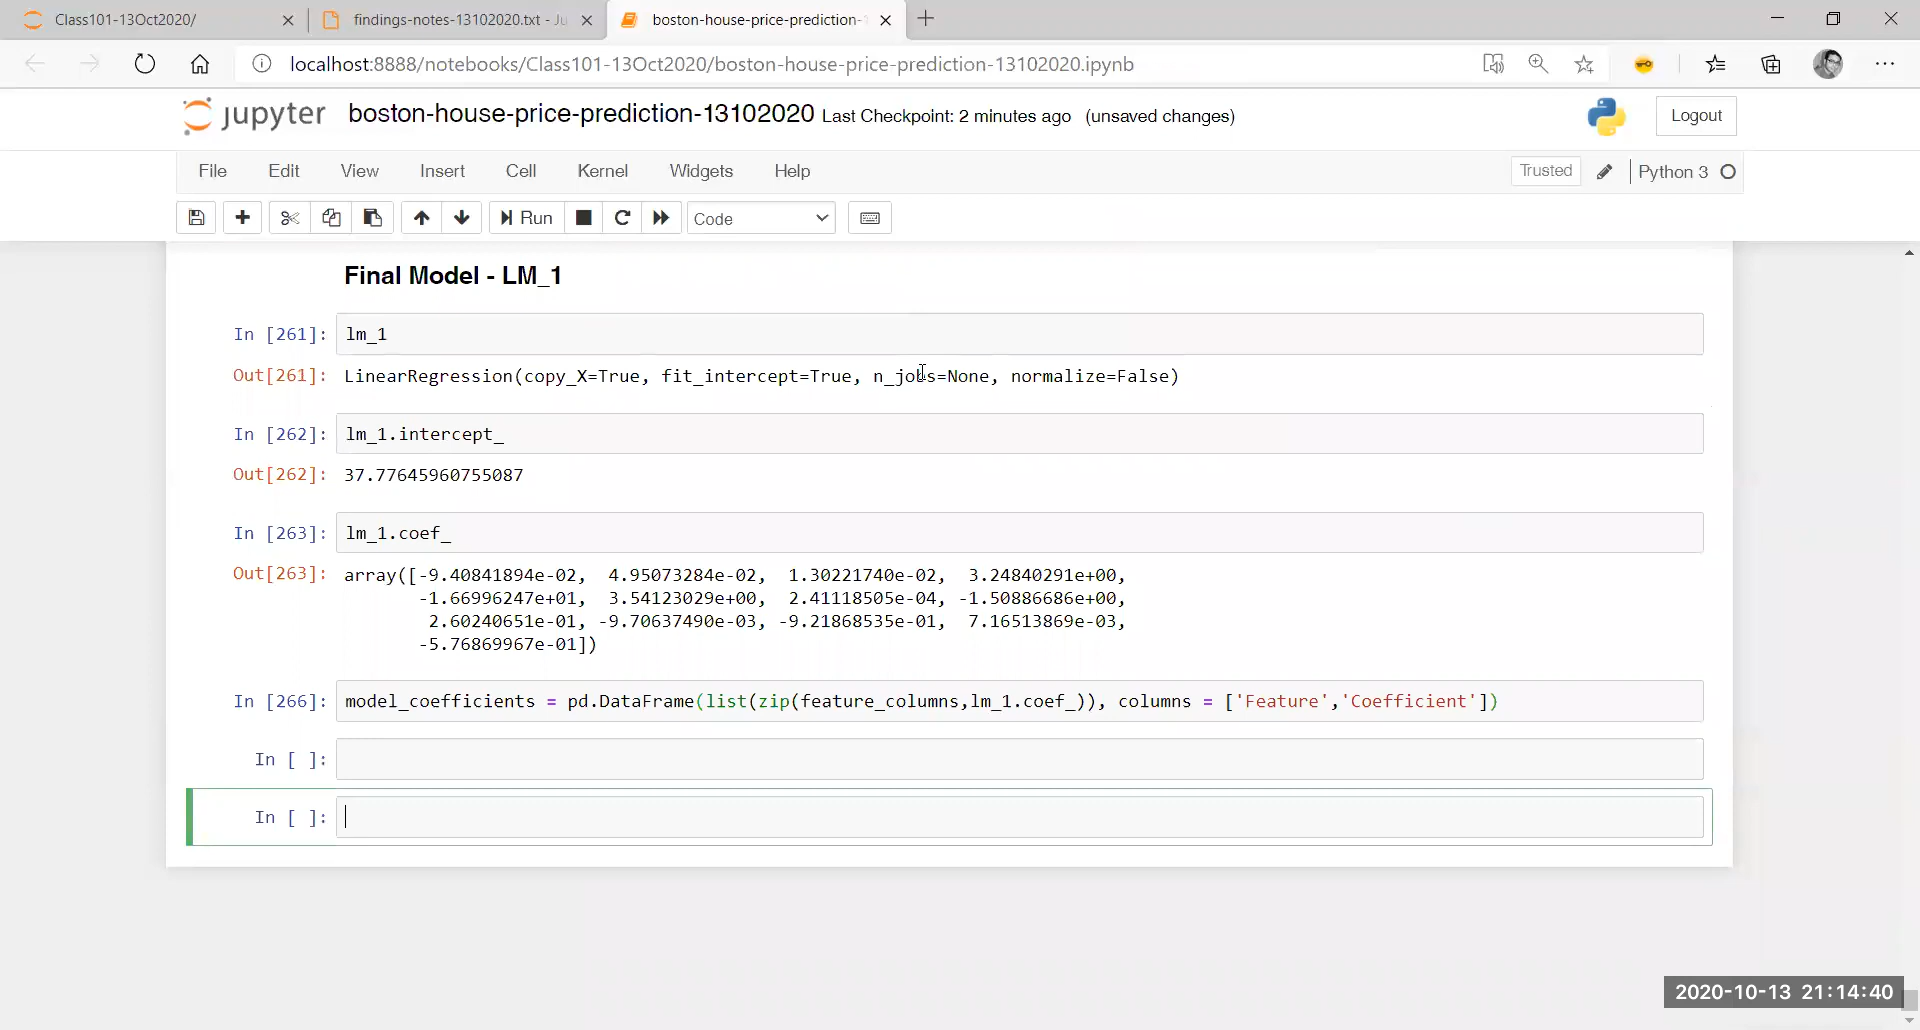 Class101-13Oct2020/
findings-notes-13102020.txt - Ju
boston-house-price-prediction-
localhost:8888/notebooks/Class101-13Oct2020/boston-house-price-prediction-13102020.ipynb
jupyter boston-house-price-prediction-13102020 Last Checkpoint: 2 minutes ago (unsaved changes)
Logout
File Edit View Insert Cell Kernel Widgets Help
Trusted
Python 3
Run
Code
Final Model - LM_1
In [261]: lm_1
Out[261]: LinearRegression(copy_X=True, fit_intercept=True, n_jobs=None, normalize=False)
In [262]: lm_1.intercept_
Out[262]: 37.77645960755087
In [263]: lm_1.coef_
Out[263]: array([-9.40841894e-02, 4.95073284e-02, 1.30221740e-02, 3.24840291e+00,
-1.66996247e+01, 3.54123029e+00, 2.41118505e-04, -1.50886686e+00,
2.60240651e-01, -9.70637490e-03, -9.21868535e-01, 7.16513869e-03,
-5.76869967e-01])
In [266]: model_coefficients = pd.DataFrame(list(zip(feature_columns,lm_1.coef_)), columns = ['Feature','Coefficient'])
In [ ]:
In [ ]:
2020-10-13 21:14:40